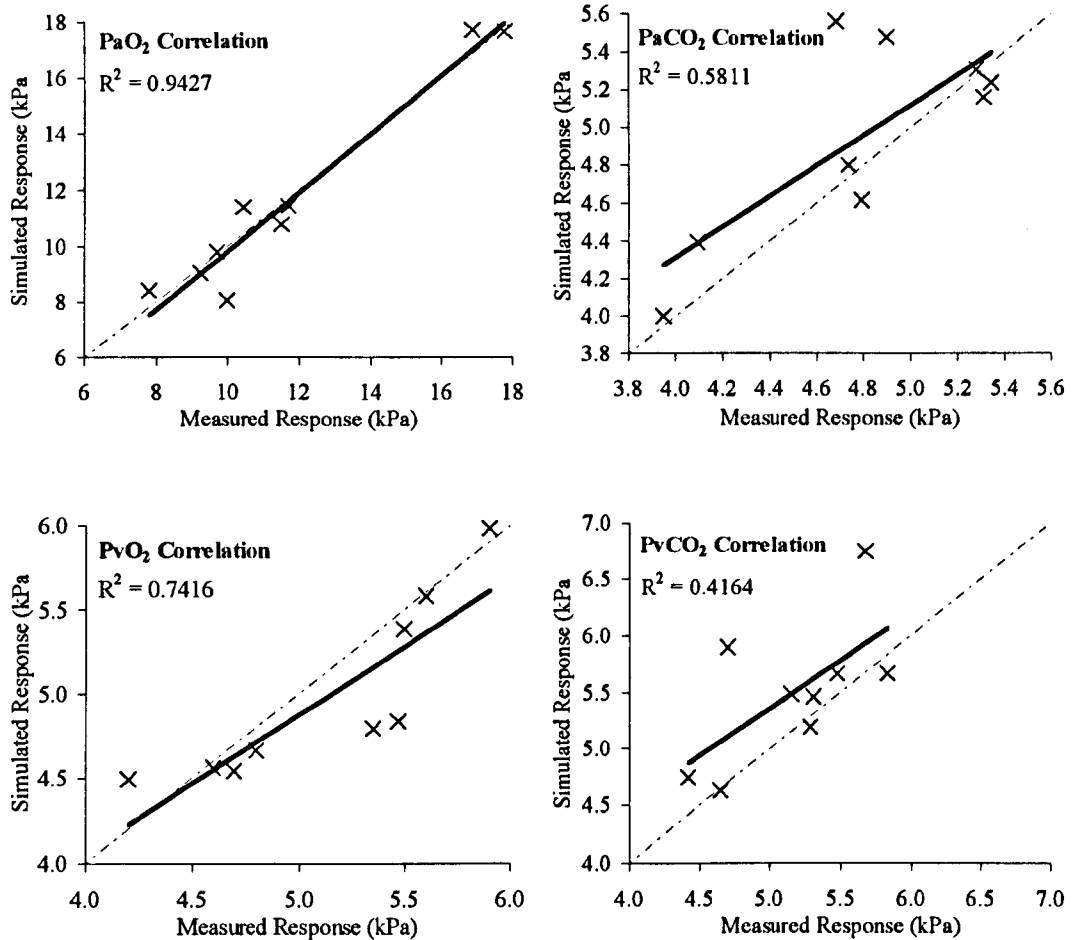 PaO₂ Correlation
R² = 0.9427
Simulated Response (kPa
18
16
14
12
10
8
6
6 8 10 12 14 16 18
Measured Response (kPa)
PaCO₂ Correlation
R² = 0.5811
Simulated Response (kPa
5.6
5.4
5.2
5.0
4.8
4.6
4.4
4.2
4.0
3.8
3.8 4.0 4.2 4.4 4.6 4.8 5.0 5.2 5.4 5.6
Measured Response (kPa)
PvO₂ Correlation
R² = 0.7416
Simulated Response (kPa
6.0
5.5
5.0
4.5
4.0
4.0 4.5 5.0 5.5 6.0
Measured Response (kPa)
PvCO₂ Correlation
R² = 0.4164
Simulated Response (kPa
7.0
6.5
6.0
5.5
5.0
4.5
4.0
4.0 4.5 5.0 5.5 6.0 6.5 7.0
Measured Response (kPa)